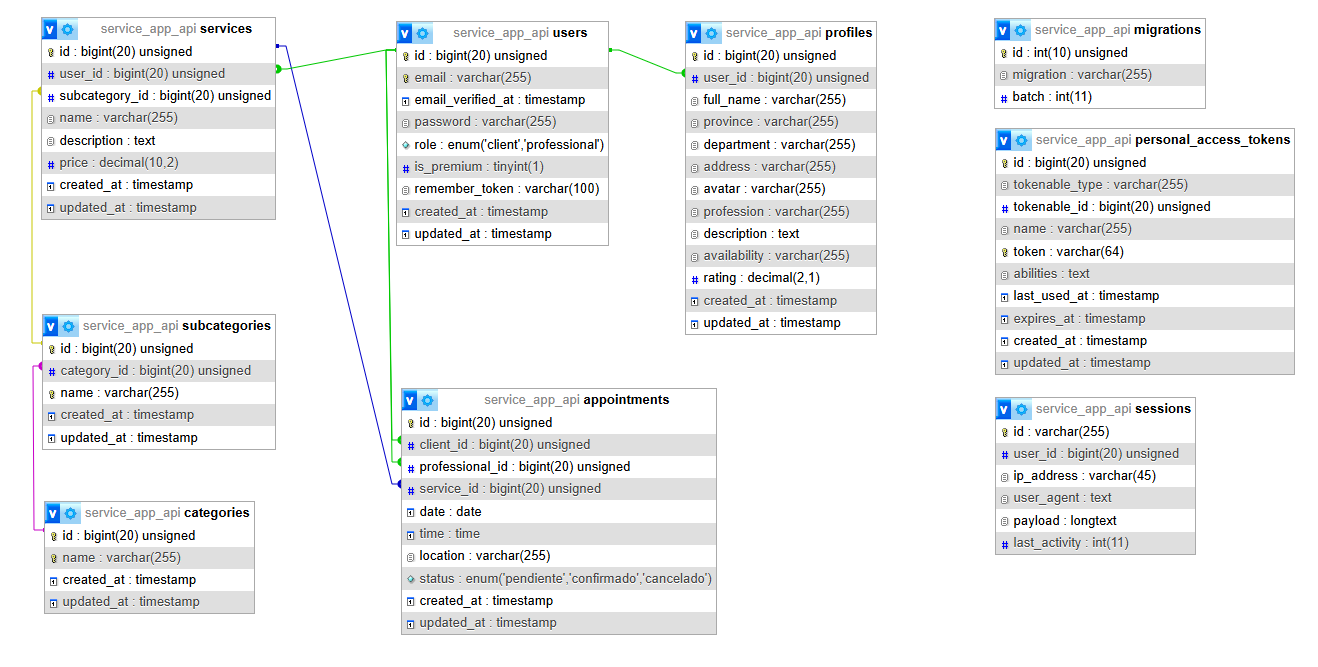 service_app_api services
id : bigint(20) unsigned
user_id : bigint(20) unsigned
subcategory_id : bigint(20) unsigned
name : varchar(255)
description : text
price : decimal(10,2)
created_at : timestamp
updated_at : timestamp
service_app_api users
id : bigint(20) unsigned
email : varchar(255)
email_verified_at : timestamp
password : varchar(255)
role : enum('client','professional')
is_premium : tinyint(1)
remember_token : varchar(100)
created_at : timestamp
updated_at : timestamp
service_app_api profiles
id : bigint(20) unsigned
user_id : bigint(20) unsigned
full_name : varchar(255)
province : varchar(255)
department : varchar(255)
address : varchar(255)
avatar : varchar(255)
profession : varchar(255)
description : text
availability : varchar(255)
rating : decimal(2,1)
created_at : timestamp
updated_at : timestamp
service_app_api migrations
id : int(10) unsigned
migration : varchar(255)
batch : int(11)
service_app_api personal_access_tokens
id : bigint(20) unsigned
tokenable_type : varchar(255)
tokenable_id : bigint(20) unsigned
name : varchar(255)
token : varchar(64)
abilities : text
last_used_at : timestamp
expires_at : timestamp
created_at : timestamp
updated_at : timestamp
service_app_api subcategories
id : bigint(20) unsigned
category_id : bigint(20) unsigned
name : varchar(255)
created_at : timestamp
updated_at : timestamp
service_app_api appointments
id : bigint(20) unsigned
client_id : bigint(20) unsigned
professional_id : bigint(20) unsigned
service_id : bigint(20) unsigned
date : date
time : time
location : varchar(255)
status : enum('pendiente','confirmado','cancelado')
created_at : timestamp
updated_at : timestamp
service_app_api sessions
id : varchar(255)
user_id : bigint(20) unsigned
ip_address : varchar(45)
user_agent : text
payload : longtext
last_activity : int(11)
service_app_api categories
id : bigint(20) unsigned
name : varchar(255)
created_at : timestamp
updated_at : timestamp